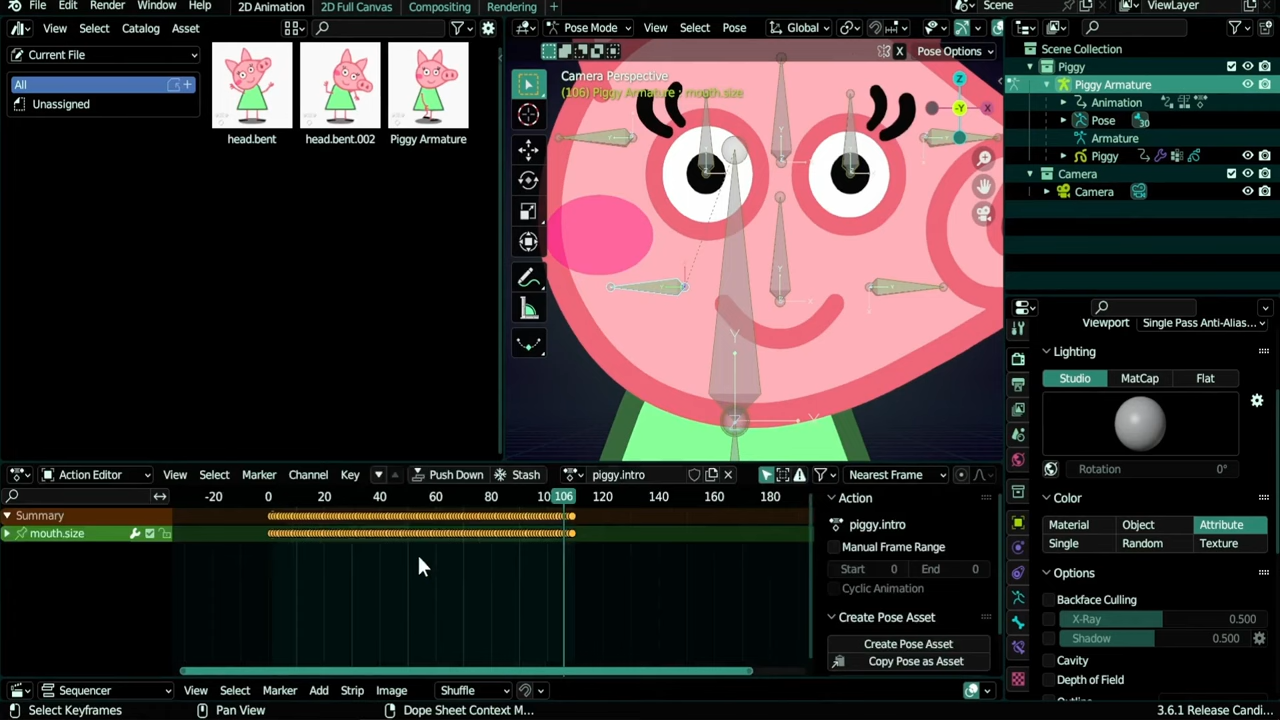 File Edit Render Window Help 2D Animation 2D Full Canvas Compositing Rendering + Scene ViewLayer
View Select Catalog Asset
Pose Mode View Select Pose Global
Current File
All
Unassigned
head.bent head.bent.002 Piggy Armature
X Pose Options
Camera Perspective
(106) Piggy Armature : mouth.size
Z
-Y
X
Scene Collection
Piggy
Piggy Armature
Animation
Pose 30
Armature
Piggy
Camera
Camera
Viewport Single Pass Anti-Alias...
Lighting
Studio MatCap Flat
Rotation 0°
Color
Material Object Attribute
Single Random Texture
Options
Backface Culling
X-Ray 0.500
Shadow 0.500
Cavity
Depth of Field
Action Editor View Select Marker Channel Key Push Down Stash piggy.intro Nearest Frame
-20 0 20 40 60 80 10 106 120 140 160 180
Summary
mouth.size
Action
piggy.intro
Manual Frame Range
Start 0 End 0
Cyclic Animation
Create Pose Asset
Create Pose Asset
Copy Pose as Asset
Sequencer View Select Marker Add Strip Image Shuffle
Select Keyframes Pan View Dope Sheet Context M... 3.6.1 Release Candi...